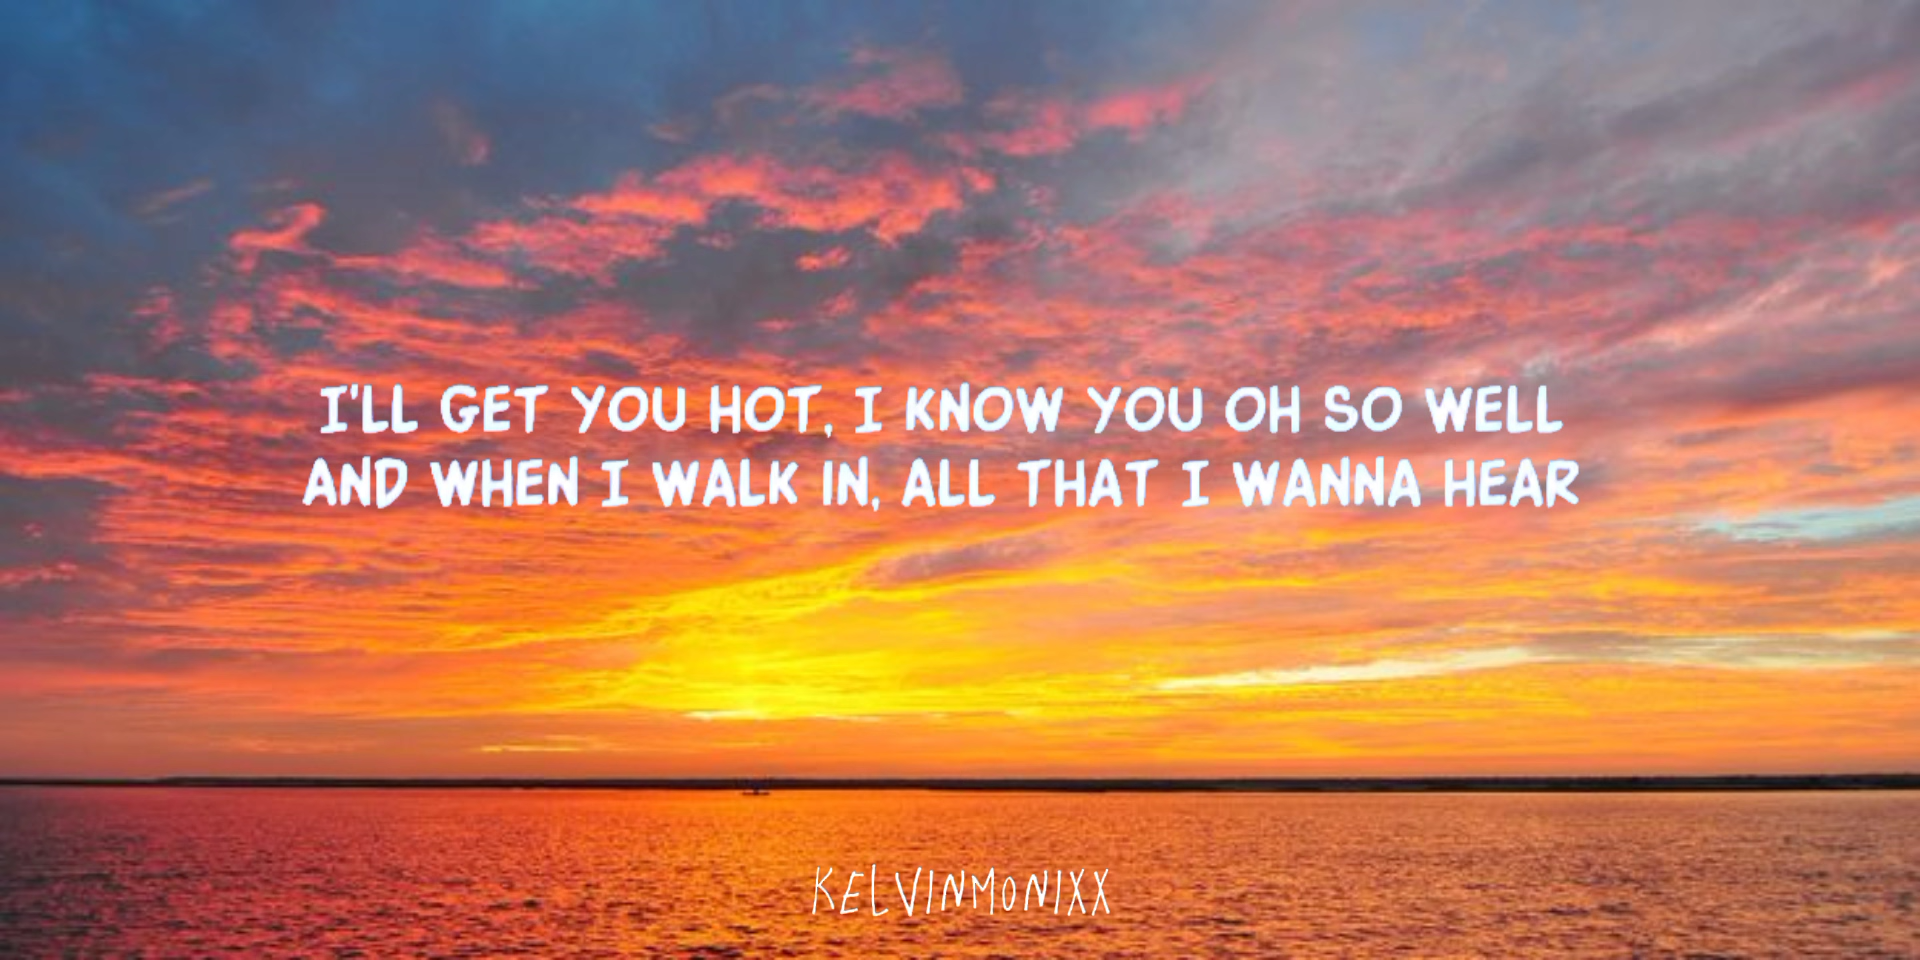 I'LL GET YOU HOT, I KNOW YOU OH SO WELL
AND WHEN I WALK IN, ALL THAT I WANNA HEAR
KELVINMONIXX